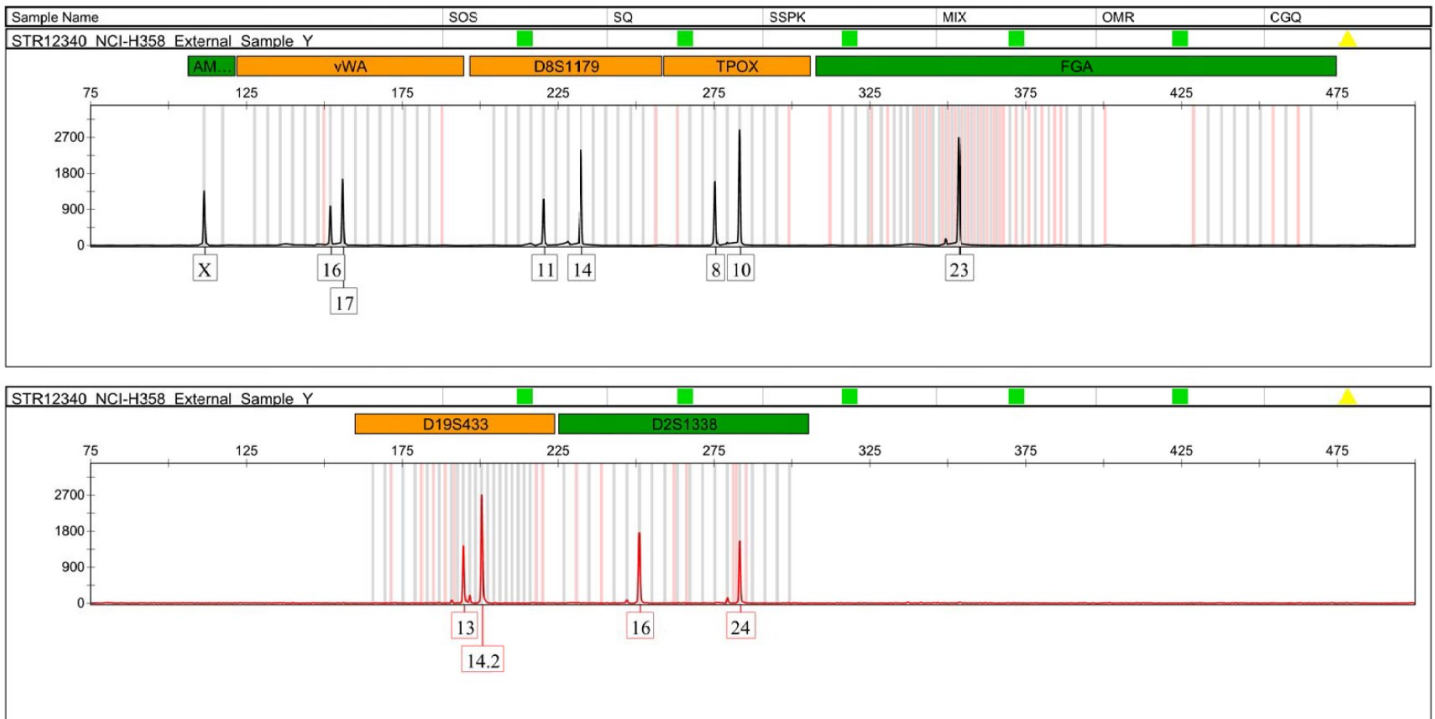 Sample Name SOS SQ SSPK MIX OMR CGQ
STR12340_NCI-H358_External_Sample_Y
AM... vWA D8S1179 TPOX FGA
75 125 175 225 275 325 375 425 475
2700
1800
900
0
X 16 11 14 8 10 23
17
STR12340_NCI-H358_External_Sample_Y
D19S433 D2S1338
75 125 175 225 275 325 375 425 475
2700
1800
900
0
13 16 24
14.2